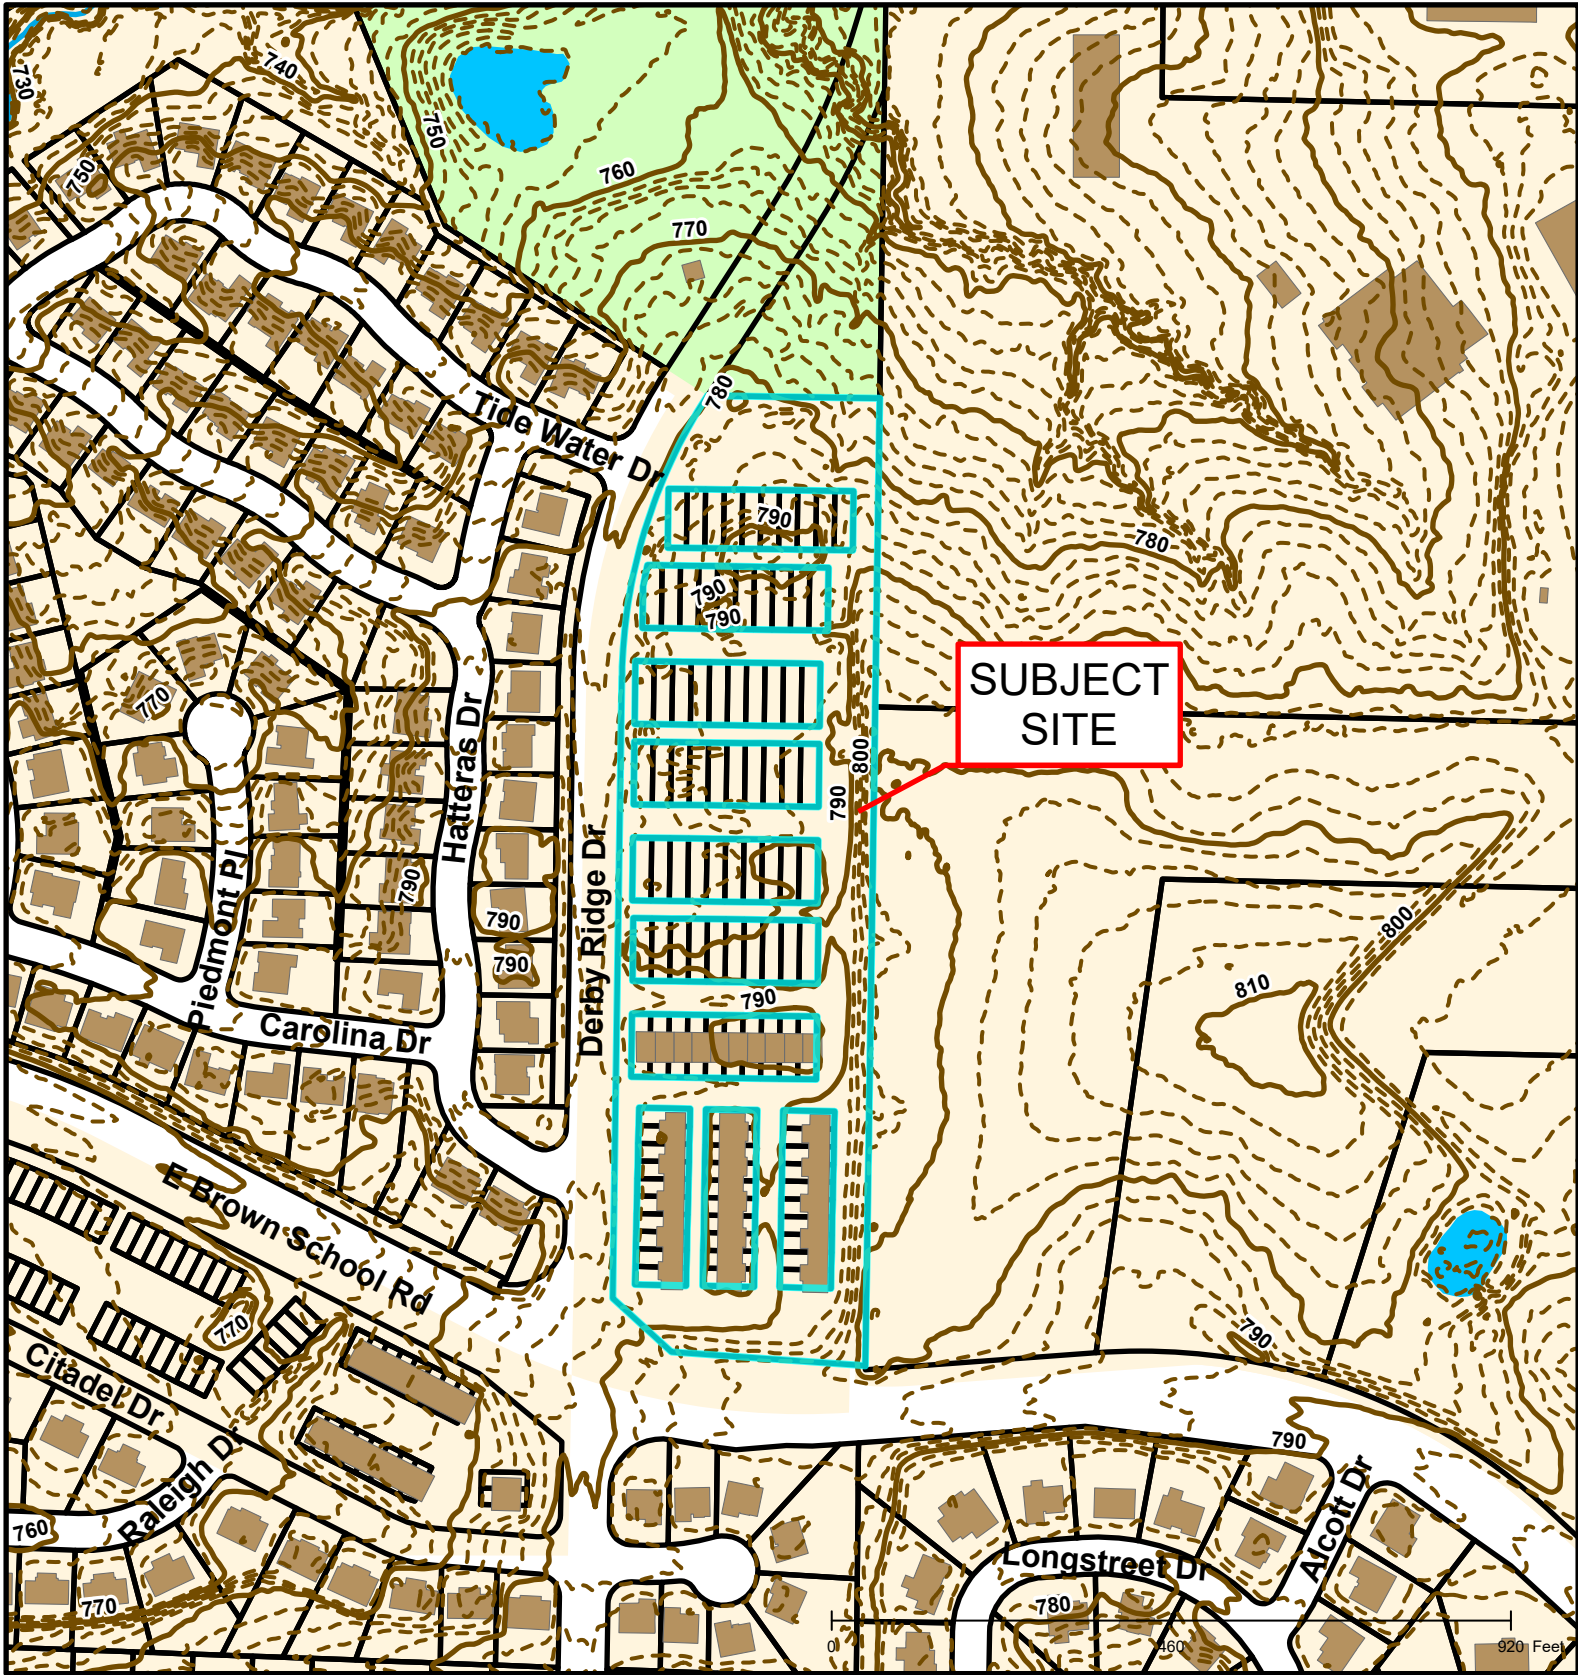 740
730
750
750
760
770
780
Tide Water Dr
790
780
790
790
SUBJECT
SITE
770
Hatteras Dr
800
790
Derby Ridge Dr
Piedmont Pl
790
790
800
790
810
790
Carolina Dr
E Brown School Rd
770
790
Citadel Dr
Raleigh Dr
790
Alcott Dr
760
Longstreet Dr
770
780
0
460
920 Feet